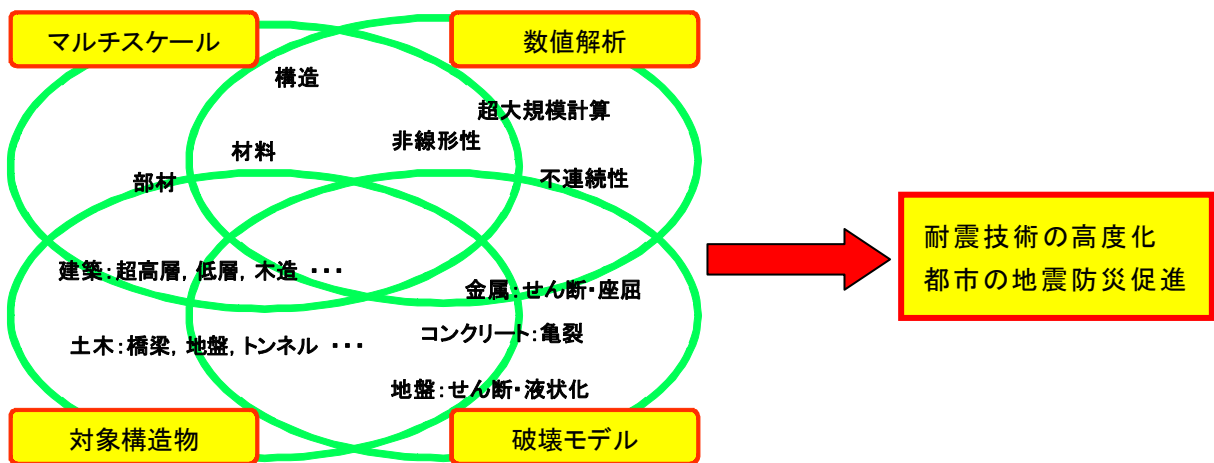 マルチスケール
数値解析
構造
超大規模計算
非線形性
材料
不連続性
部材
建築:超高層, 低層, 木造 ・・・
金属:せん断・座屈
コンクリート:亀裂
土木:橋梁, 地盤, トンネル ・・・
地盤:せん断・液状化
対象構造物
破壊モデル
耐震技術の高度化
都市の地震防災促進